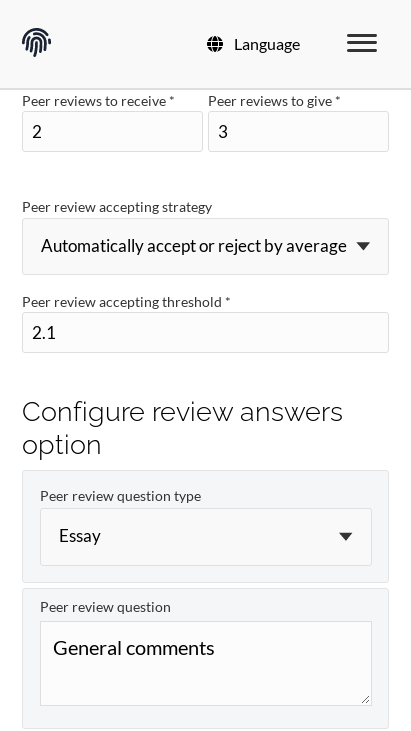 Language
Peer reviews to receive * Peer reviews to give *
2 3
Peer review accepting strategy
Automatically accept or reject by average
Peer review accepting threshold *
2.1
Configure review answers
option
Peer review question type
Essay
Peer review question
General comments